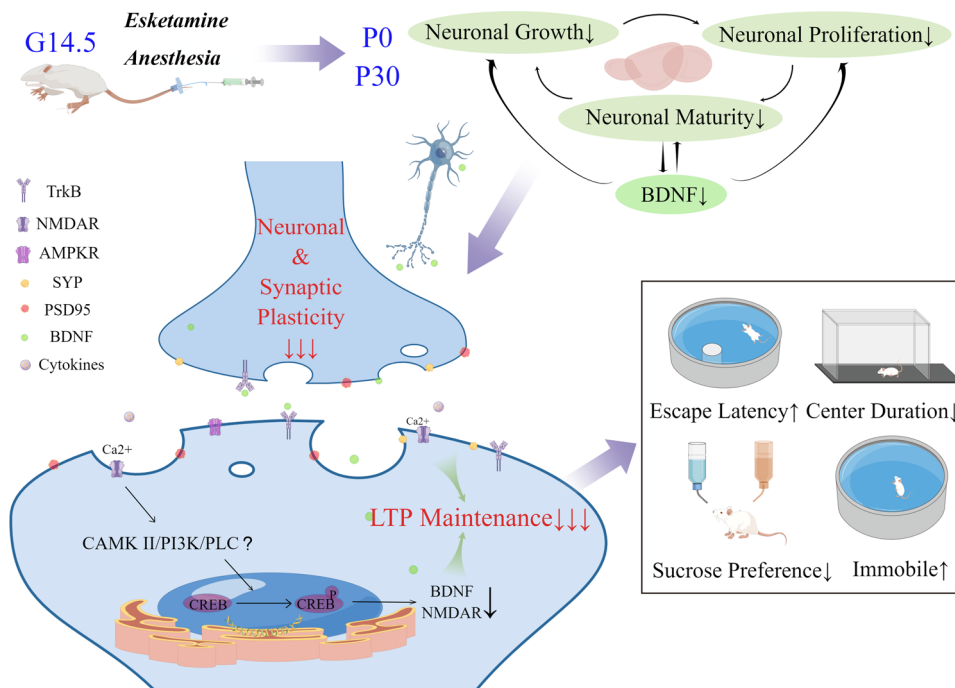 G14.5
Esketamine
Anesthesia
P0
P30
Neuronal Growth↓
Neuronal Proliferation↓
Neuronal Maturity↓
BDNF↓
TrkB
NMDAR
AMPKR
SYP
PSD95
BDNF
Cytokines
Neuronal
&
Synaptic
Plasticity
↓↓↓
Ca2+
Ca2+
LTP Maintenance↓↓↓
CAMK II/PI3K/PLC?
CREB
CREB
P
BDNF
NMDAR↓
Escape Latency↑
Center Duration↓
Sucrose Preference↓
Immobile↑